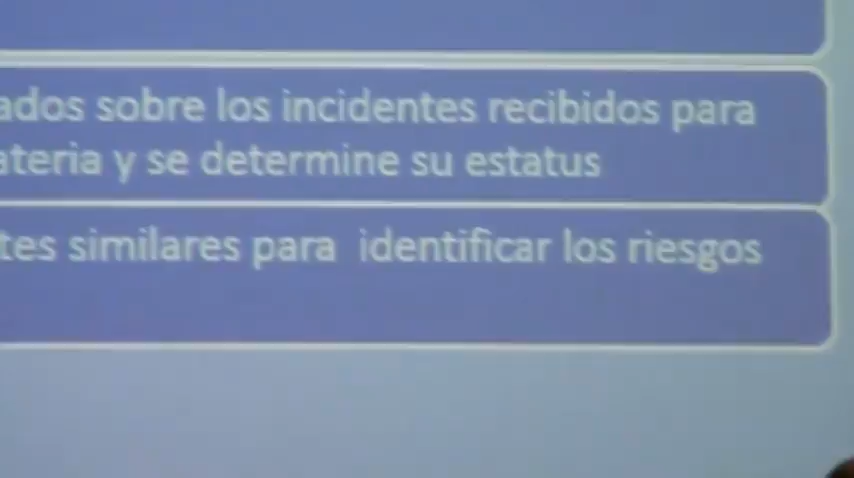 ados sobre los incidentes recibidos para
ateria y se determine su estatus
tes similares para identificar los riesgos